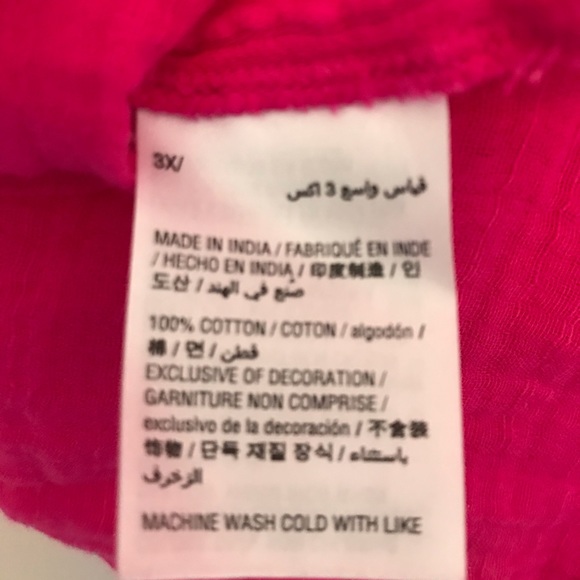 3X/
قياس واسع 3 اكس
MADE IN INDIA / FABRIQUÉ EN INDE
/ HECHO EN INDIA / 印度制造 / 인
도산 / صنع في الهند
100% COTTON / COTON / algodón /
棉 / 면 / قطن
EXCLUSIVE OF DECORATION /
GARNITURE NON COMPRISE /
exclusivo de la decoración / 不含装
饰物 / 단독 재질 장식 / باستثناء
الزخرف
MACHINE WASH COLD WITH LIKE